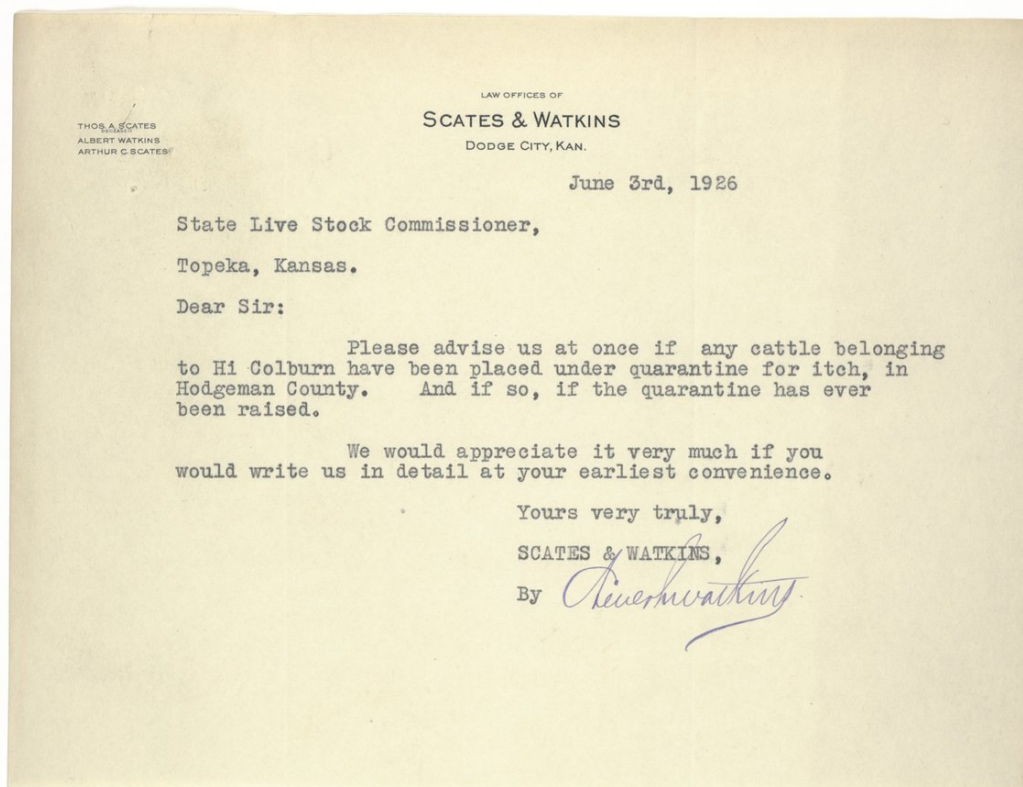 LAW OFFICES OF
SCATES & WATKINS
DODGE CITY, KAN.
THOS. A. SCATES
DECEASED
ALBERT WATKINS
ARTHUR C. SCATES
June 3rd, 1926
State Live Stock Commissioner,
Topeka, Kansas.
Dear Sir:
Please advise us at once if any cattle belonging
to Hi Colburn have been placed under quarantine for itch, in
Hodgeman County. And if so, if the quarantine has ever
been raised.
We would appreciate it very much if you
would write us in detail at your earliest convenience.
Yours very truly,
SCATES & WATKINS,
By